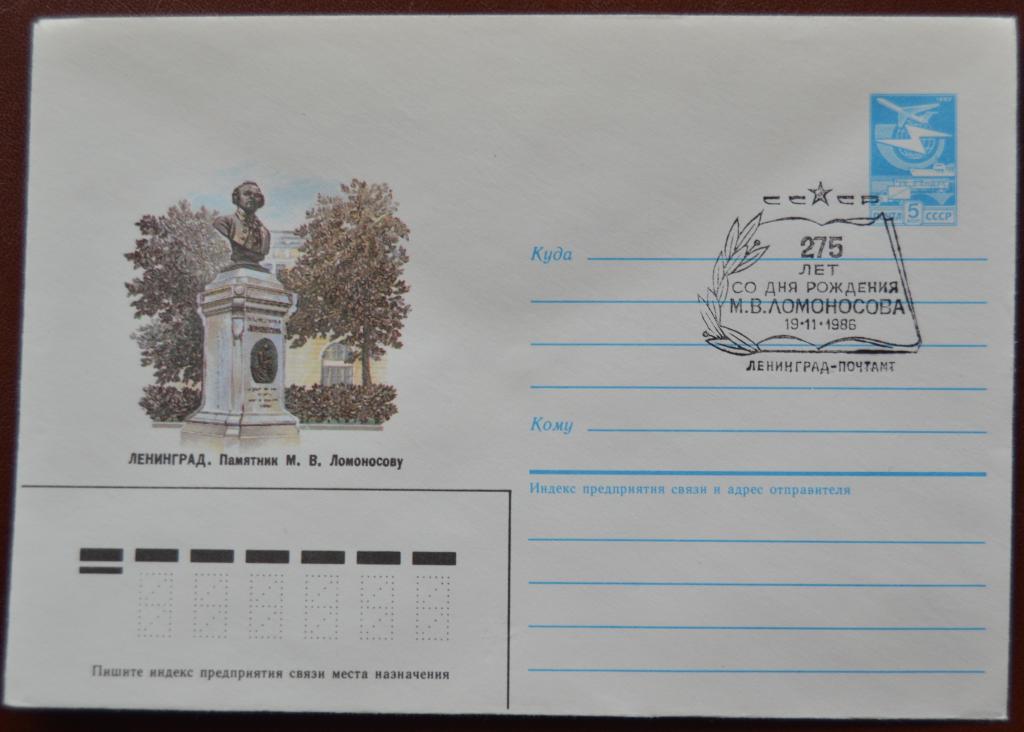 ПОЧТА 5 СССР
СССР
275
ЛЕТ
СО ДНЯ РОЖДЕНИЯ
М.В.ЛОМОНОСОВА
19·11·1986
ЛЕНИНГРАД-ПОЧТАМТ
Куда
Кому
ЛЕНИНГРАД. Памятник М. В. Ломоносову
Индекс предприятия связи и адрес отправителя
Пишите индекс предприятия связи места назначения